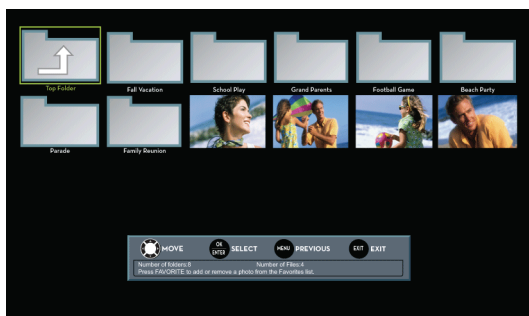 Top Folder
Fall Vacation
School Play
Grand Parents
Football Game
Beach Party
Parade
Family Reunion
MOVE
OK ENTER SELECT
MENU PREVIOUS
EXIT EXIT
Number of folders:8 Number of Files:4
Press FAVORITE to add or remove a photo from the Favorites list.